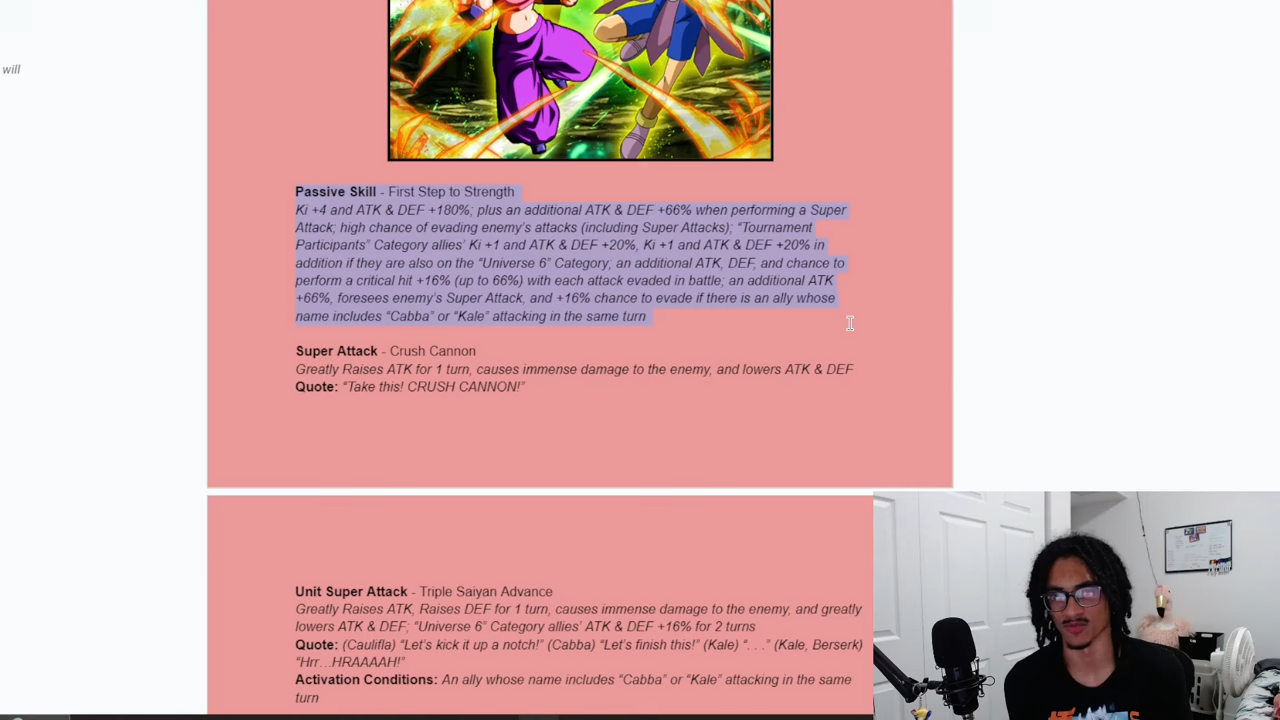 will
Passive Skill - First Step to Strength
Ki +4 and ATK & DEF +180%; plus an additional ATK & DEF +66% when performing a Super
Attack; high chance of evading enemy's attacks (including Super Attacks); “Tournament
Participants” Category allies' Ki +1 and ATK & DEF +20%, Ki +1 and ATK & DEF +20% in
addition if they are also on the “Universe 6” Category; an additional ATK, DEF, and chance to
perform a critical hit +16% (up to 66%) with each attack evaded in battle; an additional ATK
+66%, foresees enemy's Super Attack, and +16% chance to evade if there is an ally whose
name includes “Cabba” or “Kale” attacking in the same turn
Super Attack - Crush Cannon
Greatly Raises ATK for 1 turn, causes immense damage to the enemy, and lowers ATK & DEF
Quote: “Take this! CRUSH CANNON!”
Unit Super Attack - Triple Saiyan Advance
Greatly Raises ATK, Raises DEF for 1 turn, causes immense damage to the enemy, and greatly
lowers ATK & DEF; “Universe 6” Category allies' ATK & DEF +16% for 2 turns
Quote: (Caulifla) “Let's kick it up a notch!” (Cabba) “Let's finish this!” (Kale) “. . .” (Kale, Berserk)
“Hrr…HRAAAAH!”
Activation Conditions: An ally whose name includes “Cabba” or “Kale” attacking in the same
turn